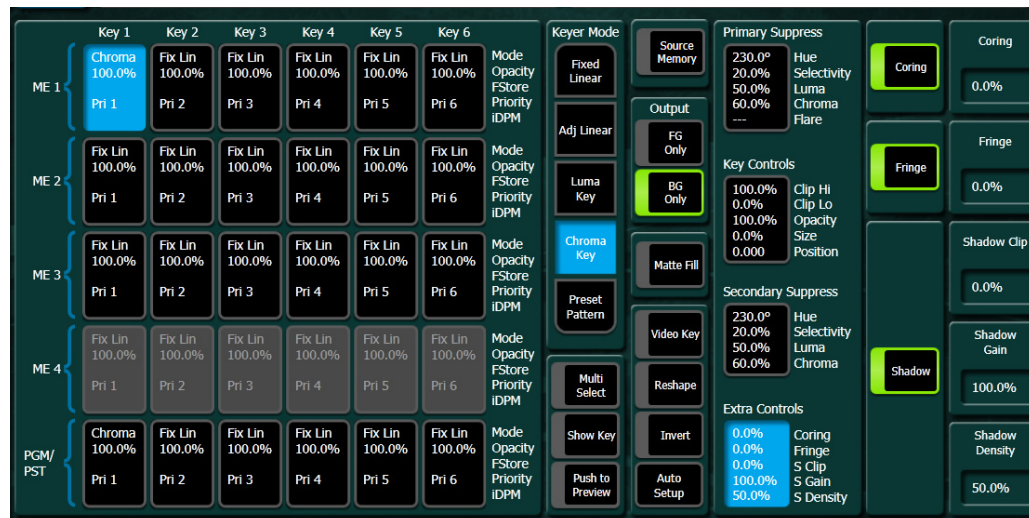 Key 1 Key 2 Key 3 Key 4 Key 5 Key 6
ME 1
Chroma Fix Lin Fix Lin Fix Lin Fix Lin Fix Lin Mode
100.0% 100.0% 100.0% 100.0% 100.0% 100.0% Opacity
FStore
Pri 1 Pri 2 Pri 3 Pri 4 Pri 5 Pri 6 Priority
iDPM
ME 2
Fix Lin Fix Lin Fix Lin Fix Lin Fix Lin Fix Lin Mode
100.0% 100.0% 100.0% 100.0% 100.0% 100.0% Opacity
FStore
Pri 1 Pri 2 Pri 3 Pri 4 Pri 5 Pri 6 Priority
iDPM
ME 3
Fix Lin Fix Lin Fix Lin Fix Lin Fix Lin Fix Lin Mode
100.0% 100.0% 100.0% 100.0% 100.0% 100.0% Opacity
FStore
Pri 1 Pri 2 Pri 3 Pri 4 Pri 5 Pri 6 Priority
iDPM
ME 4
Fix Lin Fix Lin Fix Lin Fix Lin Fix Lin Fix Lin Mode
100.0% 100.0% 100.0% 100.0% 100.0% 100.0% Opacity
FStore
Pri 1 Pri 2 Pri 3 Pri 4 Pri 5 Pri 6 Priority
iDPM
PGM/
PST
Chroma Fix Lin Fix Lin Fix Lin Fix Lin Fix Lin Mode
100.0% 100.0% 100.0% 100.0% 100.0% 100.0% Opacity
FStore
Pri 1 Pri 2 Pri 3 Pri 4 Pri 5 Pri 6 Priority
iDPM
Keyer Mode
Fixed
Linear
Adj Linear
Luma
Key
Chroma
Key
Preset
Pattern
Multi
Select
Show Key
Push to
Preview
Source
Memory
Output
FG
Only
BG
Only
Matte Fill
Video Key
Reshape
Invert
Auto
Setup
Primary Suppress
230.0º Hue
20.0% Selectivity
50.0% Luma
60.0% Chroma
--- Flare
Key Controls
100.0% Clip Hi
0.0% Clip Lo
100.0% Opacity
0.0% Size
0.000 Position
Secondary Suppress
230.0º Hue
20.0% Selectivity
50.0% Luma
60.0% Chroma
Extra Controls
0.0% Coring
0.0% Fringe
0.0% S Clip
100.0% S Gain
50.0% S Density
Coring
Fringe
Shadow
Coring
0.0%
Fringe
0.0%
Shadow Clip
0.0%
Shadow
Gain
100.0%
Shadow
Density
50.0%